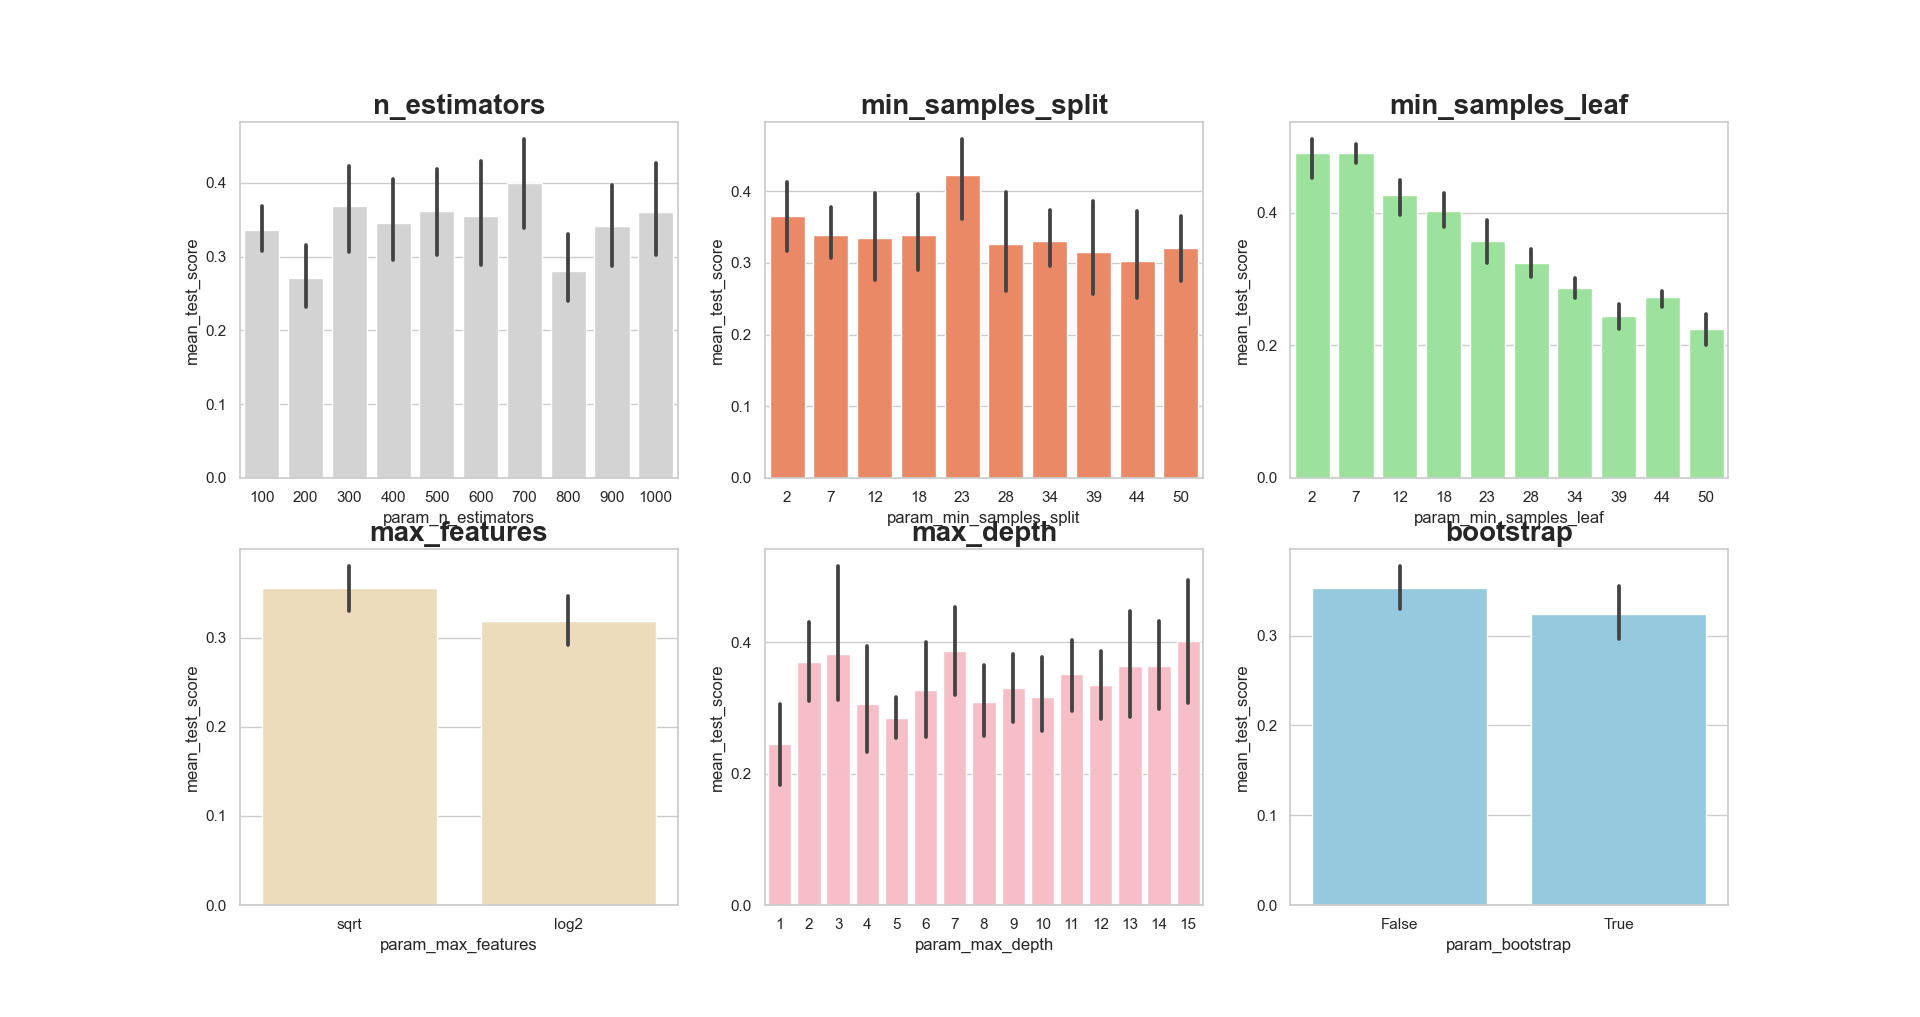 n_estimators
mean_test_score
0.4
0.3
0.2
0.1
0.0
100 200 300 400 500 600 700 800 900 1000
param_n_estimators
min_samples_split
mean_test_score
0.4
0.3
0.2
0.1
0.0
2 7 12 18 23 28 34 39 44 50
param_min_samples_split
min_samples_leaf
mean_test_score
0.4
0.2
0.0
2 7 12 18 23 28 34 39 44 50
param_min_samples_leaf
max_features
mean_test_score
0.3
0.2
0.1
0.0
sqrt log2
param_max_features
max_depth
mean_test_score
0.4
0.2
0.0
1 2 3 4 5 6 7 8 9 10 11 12 13 14 15
param_max_depth
bootstrap
mean_test_score
0.3
0.2
0.1
0.0
False True
param_bootstrap